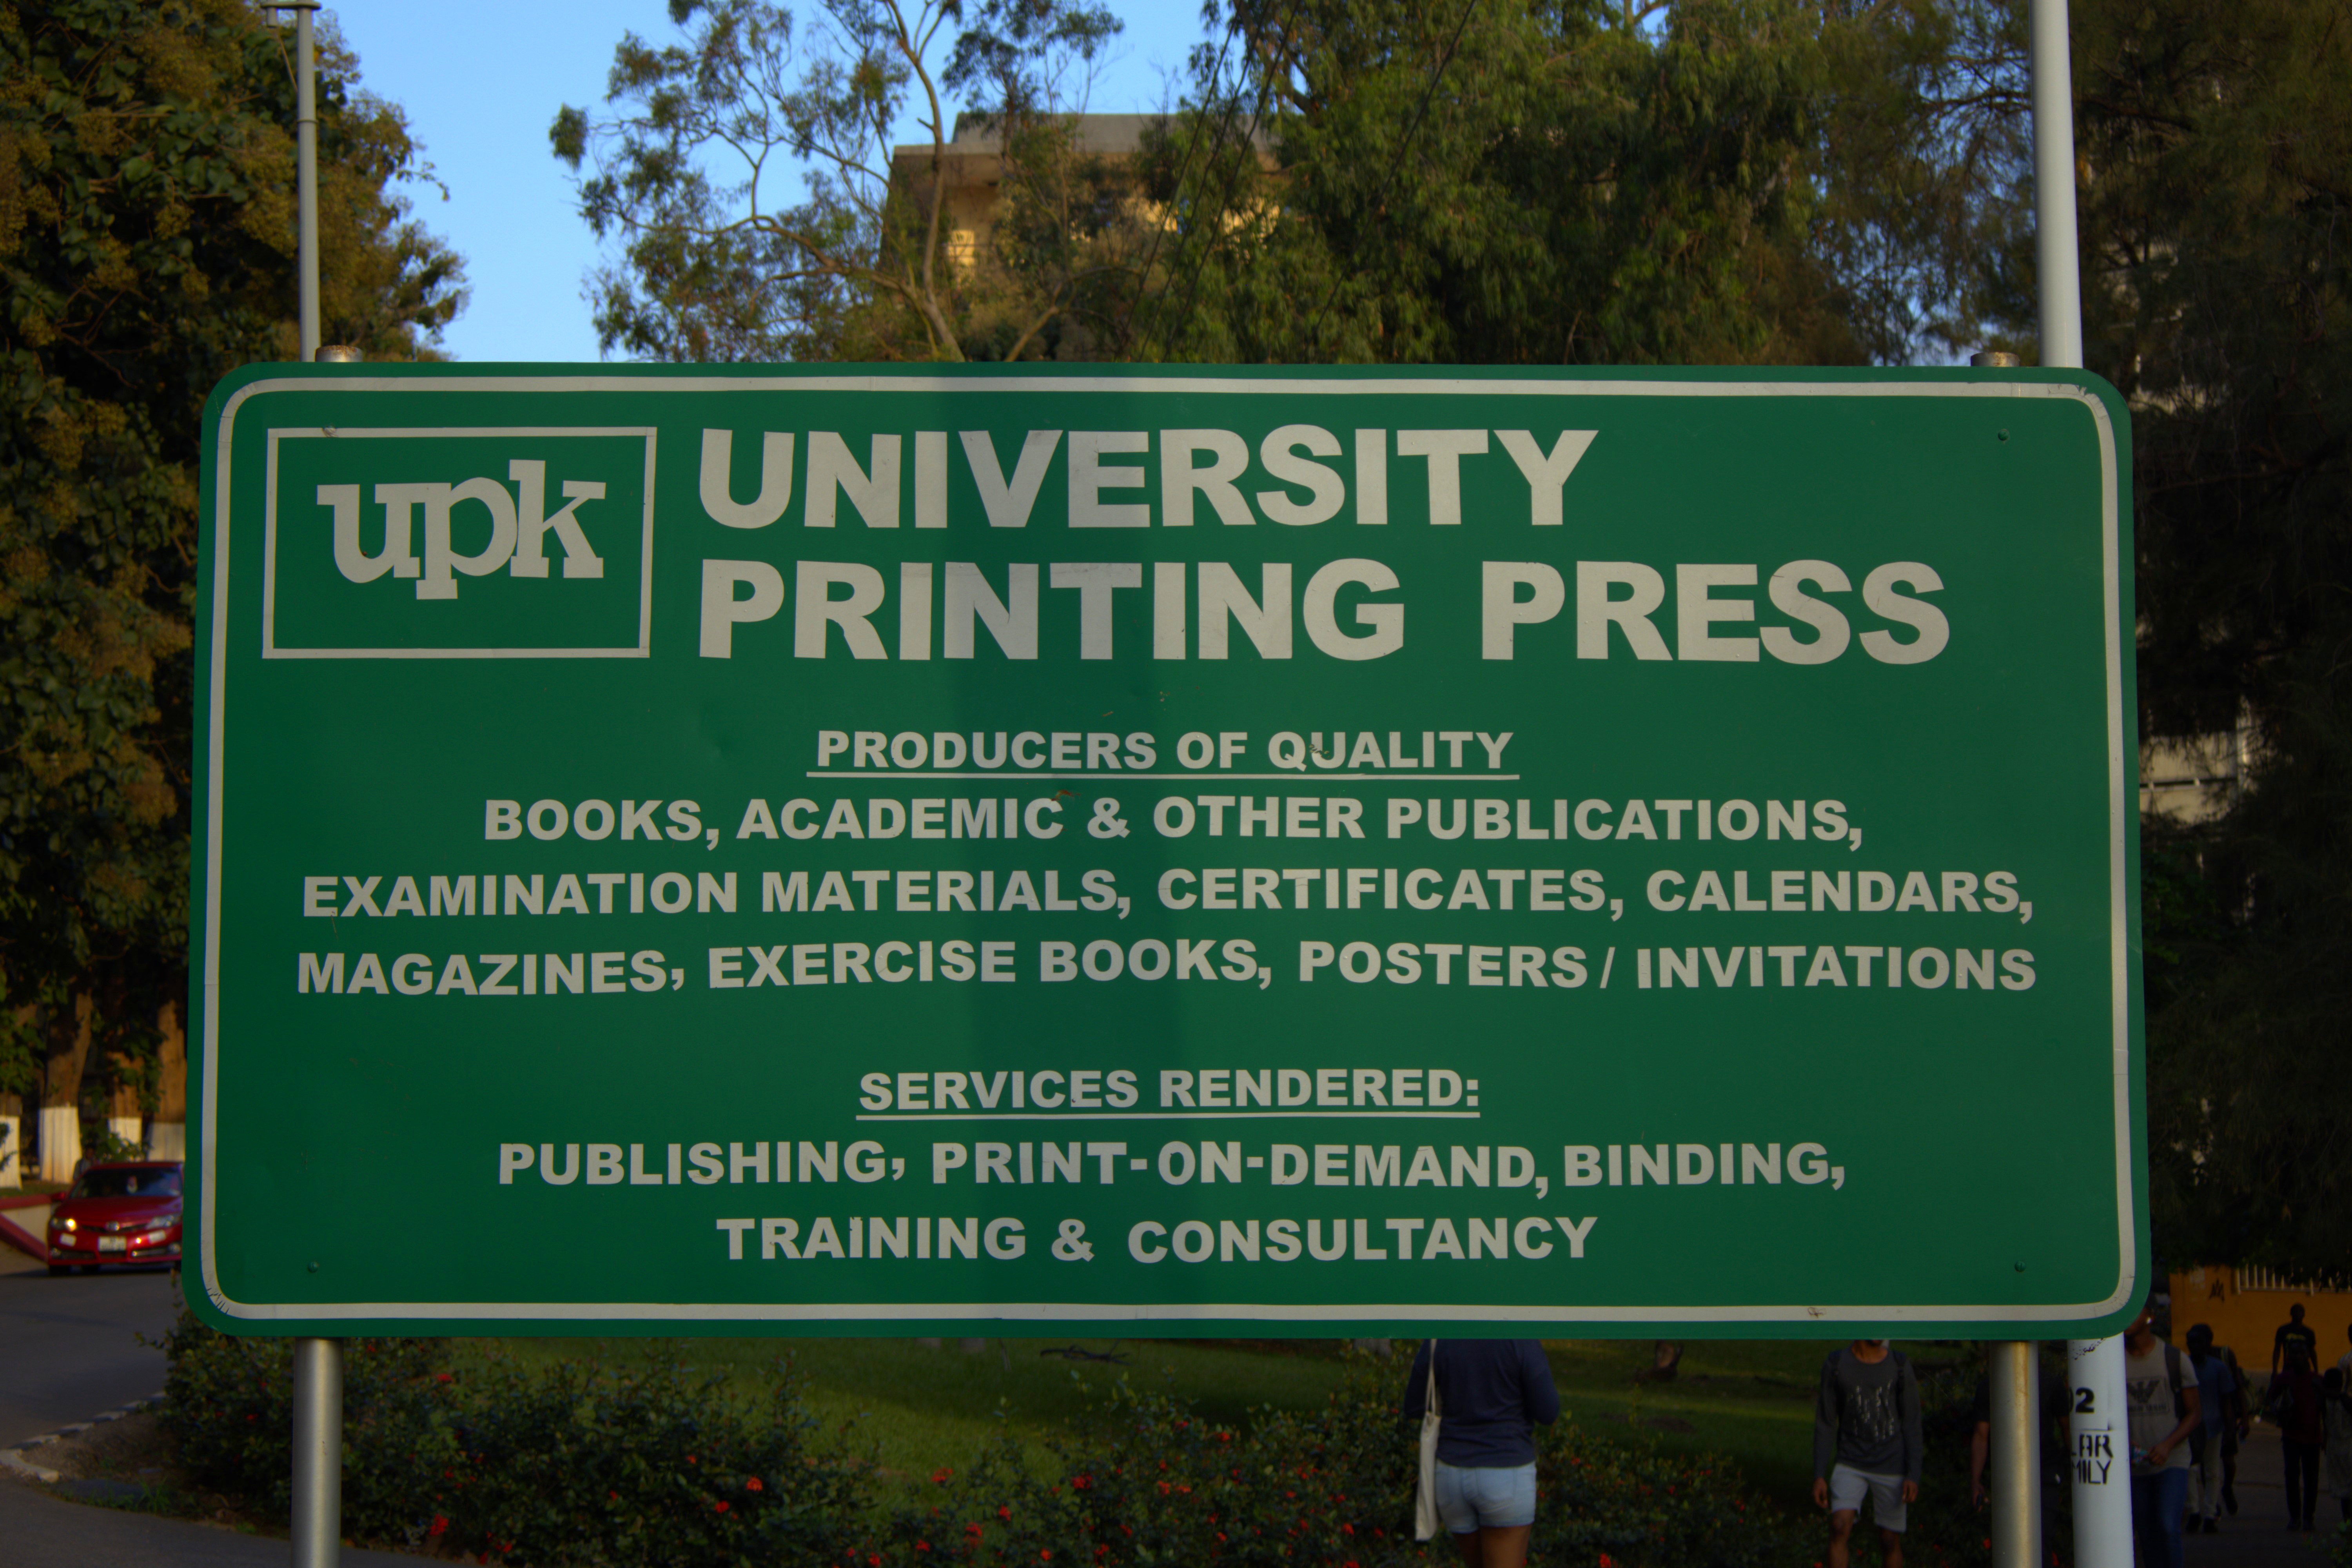 upk
UNIVERSITY
PRINTING PRESS
PRODUCERS OF QUALITY
BOOKS, ACADEMIC & OTHER PUBLICATIONS,
EXAMINATION MATERIALS, CERTIFICATES, CALENDARS,
MAGAZINES, EXERCISE BOOKS, POSTERS / INVITATIONS
SERVICES RENDERED:
PUBLISHING, PRINT-ON-DEMAND, BINDING,
TRAINING & CONSULTANCY